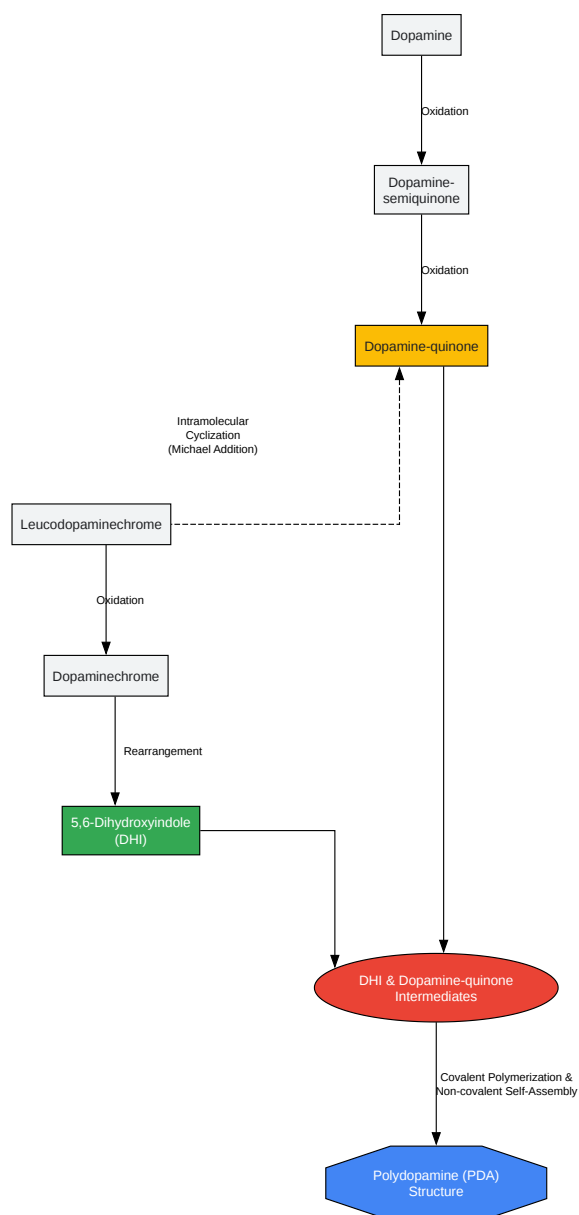 Dopamine
Oxidation
Dopamine-
semiquinone
Oxidation
Dopamine-quinone
Intramolecular
Cyclization
(Michael Addition)
Leucodopaminechrome
Oxidation
Dopaminechrome
Rearrangement
5,6-Dihydroxyindole
(DHI)
DHI & Dopamine-quinone
Intermediates
Covalent Polymerization &
Non-covalent Self-Assembly
Polydopamine (PDA)
Structure